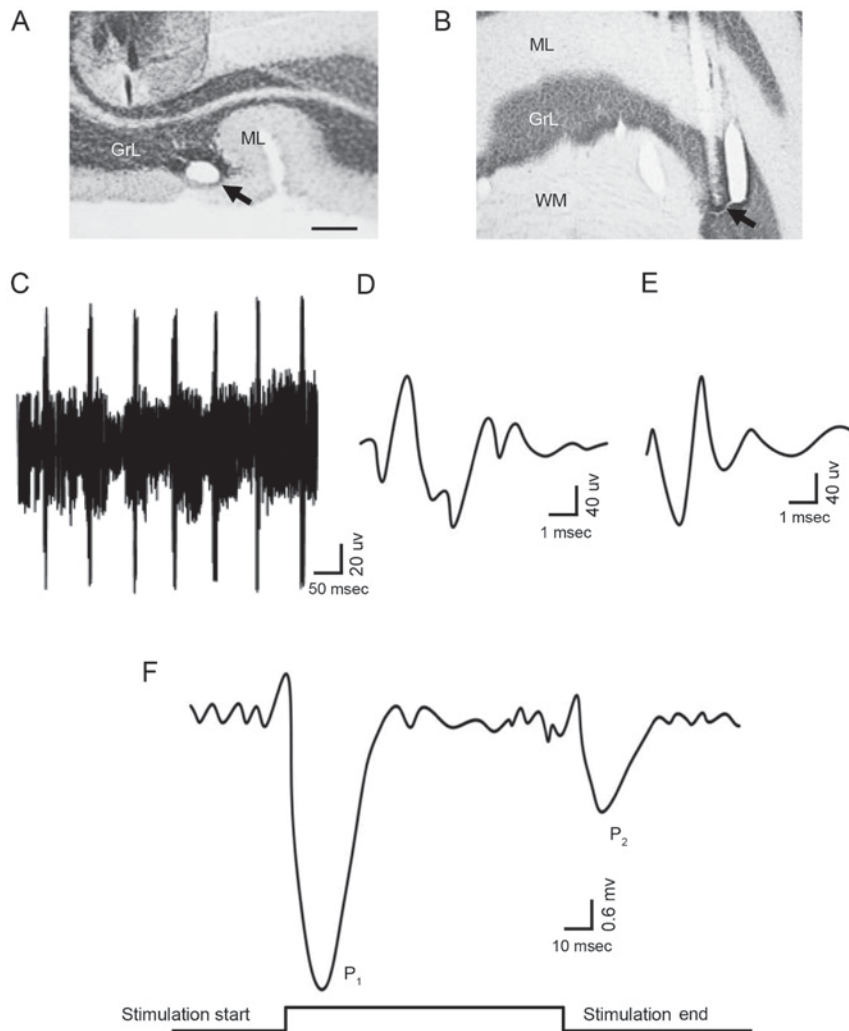 A
GrL
ML
B
ML
GrL
WM
C
20 uv
50 msec
D
40 uv
1 msec
E
40 uv
1 msec
F
P1
P2
0.6 mv
10 msec
Stimulation start
Stimulation end